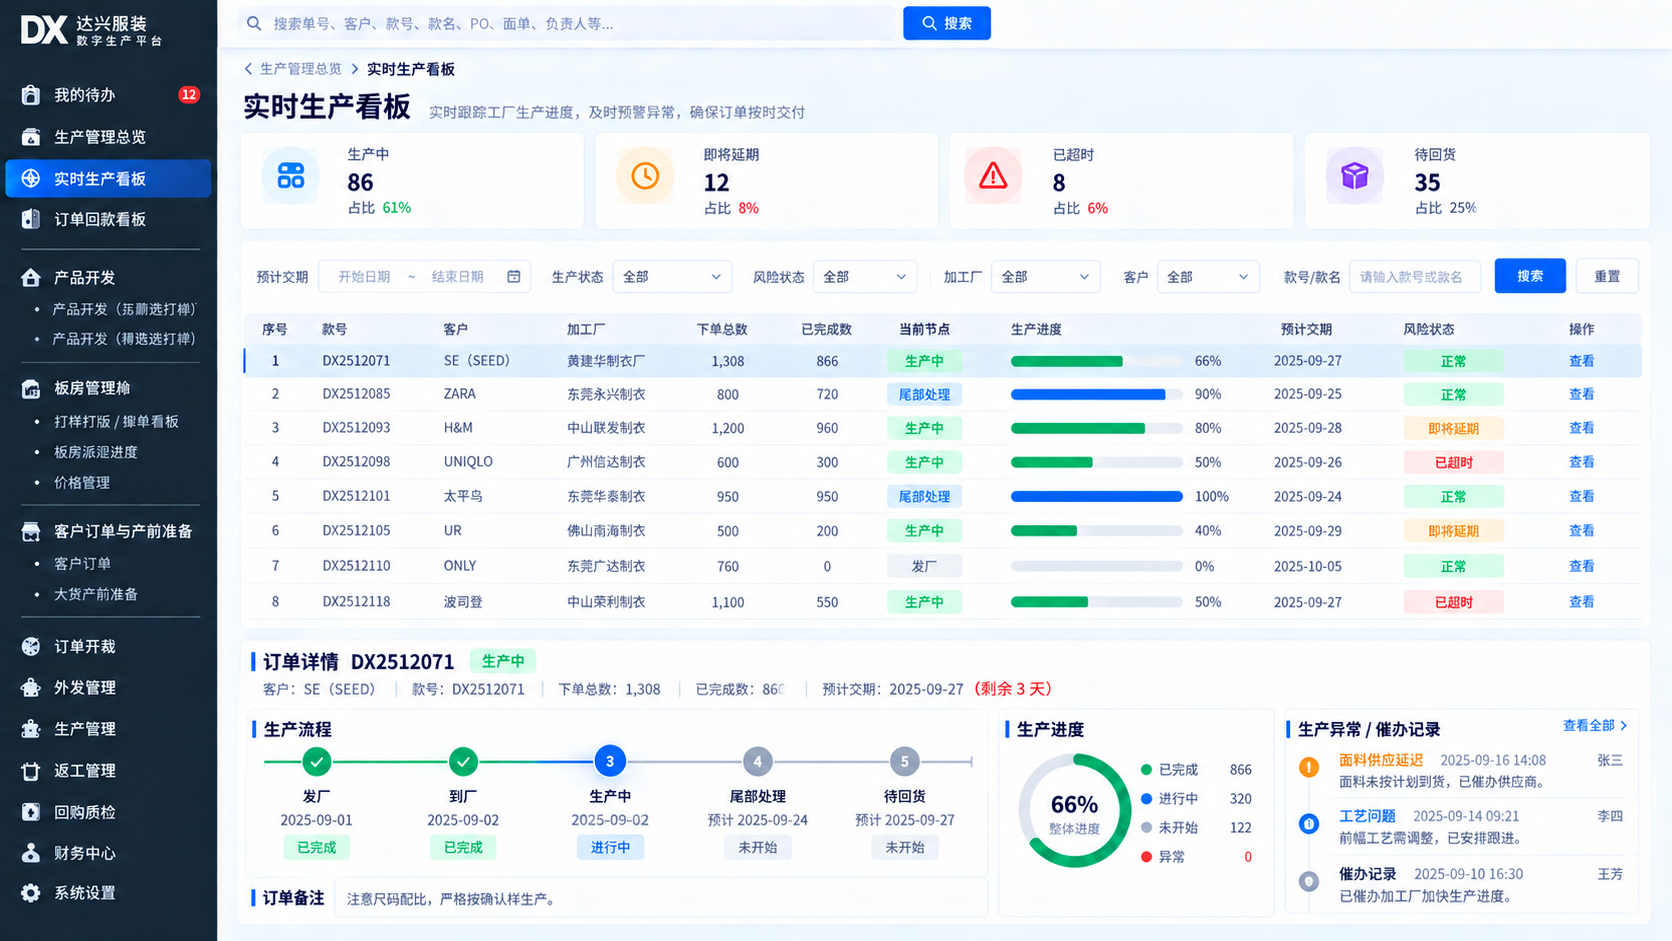 DX 达兴服装
数字生产平台
我的待办 12
生产管理总览
实时生产看板
订单回款看板
产品开发
产品开发
产品开发
板房管理
打样打版 / 单看板
板房派 进度
价格管理
客户订单与产前准备
客户订单
大货产前准备
订单开裁
外发管理
生产管理
返工管理
回购质检
财务中心
系统设置
搜索单号、客户、款号、款名、PO、面单、负责人等...
搜索
生产管理总览 > 实时生产看板
实时生产看板 实时跟踪工厂生产进度，及时预警异常，确保订单按时交付
生产中
86
占比 61%
即将延期
12
占比 8%
已超时
8
占比 6%
待回货
35
占比 25%
预计交期 开始日期 ~ 结束日期 生产状态 全部 风险状态 全部 加工厂 全部 客户 全部 款号/款名 请输入款号或款名 搜索 重置
序号 款号 客户 加工厂 下单总数 已完成数 当前节点 生产进度 预计交期 风险状态 操作
1 DX2512071 SE（SEED） 黄建华制衣厂 1,308 866 生产中 66% 2025-09-27 正常 查看
2 DX2512085 ZARA 东莞永兴制衣 800 720 尾部处理 90% 2025-09-25 正常 查看
3 DX2512093 H&M 中山联发制衣 1,200 960 生产中 80% 2025-09-28 即将延期 查看
4 DX2512098 UNIQLO 广州信达制衣 600 300 生产中 50% 2025-09-26 已超时 查看
5 DX2512101 太平鸟 东莞华泰制衣 950 950 尾部处理 100% 2025-09-24 正常 查看
6 DX2512105 UR 佛山南海制衣 500 200 生产中 40% 2025-09-29 即将延期 查看
7 DX2512110 ONLY 东莞广达制衣 760 0 发厂 0% 2025-10-05 正常 查看
8 DX2512118 波司登 中山荣利制衣 1,100 550 生产中 50% 2025-09-27 已超时 查看
订单详情 DX2512071 生产中
客户：SE（SEED） 款号：DX2512071 下单总数：1,308 已完成数：86 预计交期：2025-09-27（剩余 3 天）
生产流程
3 4 5
发厂 到厂 生产中 尾部处理 待回货
2025-09-01 2025-09-02 2025-09-02 预计 2025-09-24 预计 2025-09-27
已完成 已完成 进行中 未开始 未开始
订单备注 注意尺码配比，严格按确认样生产。
生产进度
66%
整体进度
已完成 866
进行中 320
未开始 122
异常 0
生产异常 / 催办记录 查看全部 >
面料供应延迟 2025-09-16 14:08 张三
面料未按计划到货，已催办供应商。
工艺问题 2025-09-14 09:21 李四
前幅工艺需调整，已安排跟进。
催办记录 2025-09-10 16:30 王芳
已催办加工厂加快生产进度。